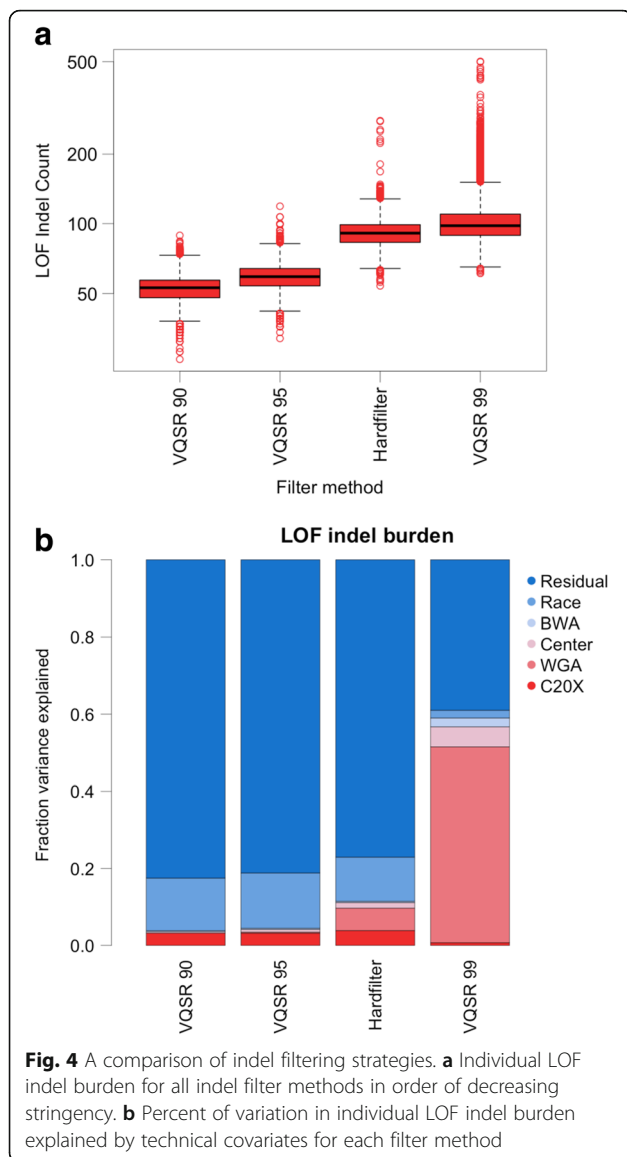 a
500
200
100
50
LOF Indel Count
VQSR 90
VQSR 95
Hardfilter
VQSR 99
Filter method
b
LOF indel burden
1.0
0.8
0.6
0.4
0.2
0.0
Fraction variance explained
Residual
Race
BWA
Center
WGA
C20X
VQSR 90
VQSR 95
Hardfilter
VQSR 99
Fig. 4 A comparison of indel filtering strategies. a Individual LOF
indel burden for all indel filter methods in order of decreasing
stringency. b Percent of variation in individual LOF indel burden
explained by technical covariates for each filter method